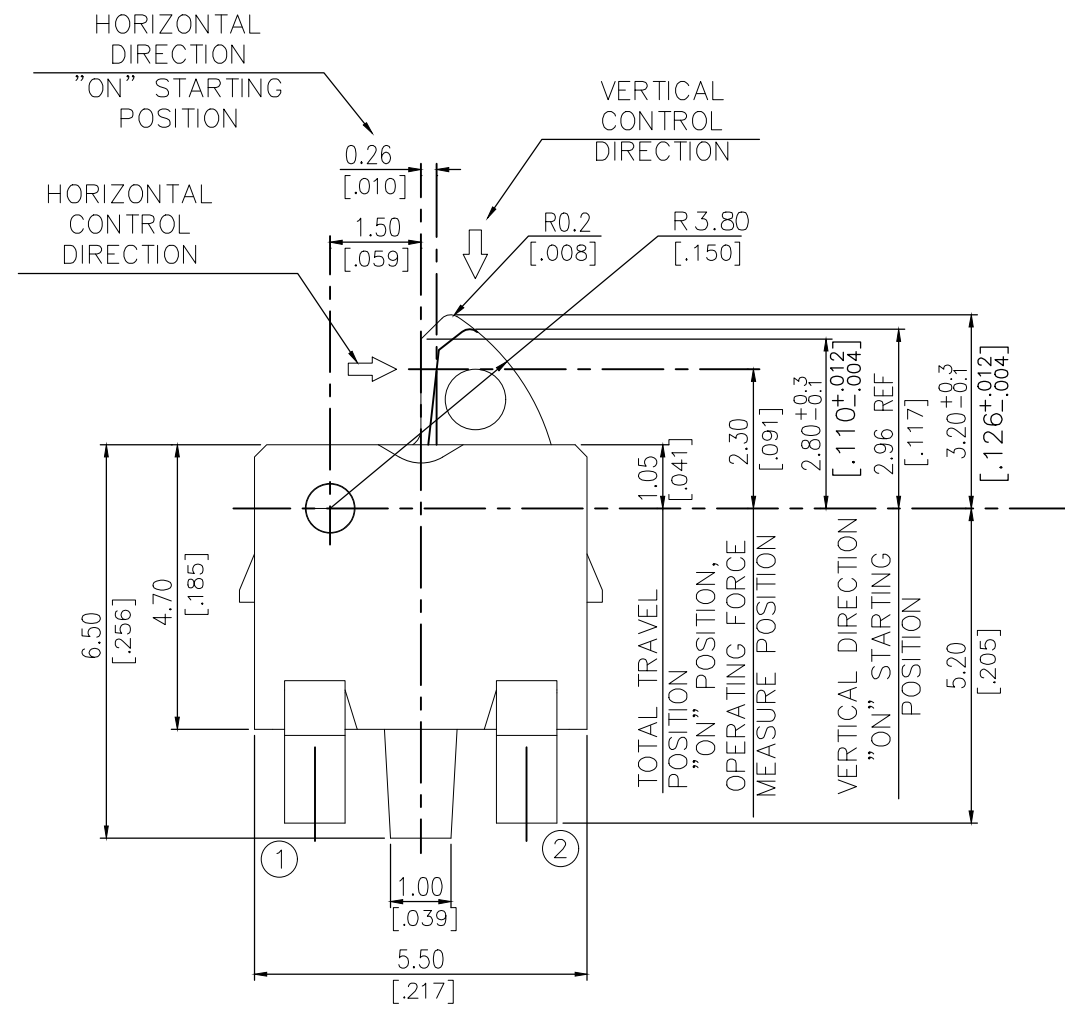 HORIZONTAL
DIRECTION
”ON” STARTING
POSITION
VERTICAL
CONTROL
DIRECTION
0.26
[.010]
HORIZONTAL
CONTROL
DIRECTION
1.50
[.059]
R0.2
[.008]
R3.80
[.150]
6.50
[.256]
4.70
[.185]
1.05
[.041]
2.30
[.091]
2.80+0.3-0.1
[.110+.012-.004]
2.96 REF
[.117]
3.20+0.3-0.1
[.126+.012-.004]
TOTAL TRAVEL
POSITION
”ON” POSITION,
OPERATING FORCE
MEASURE POSITION
VERTICAL DIRECTION
”ON” STARTING
POSITION
5.20
[.205]
1
2
1.00
[.039]
5.50
[.217]